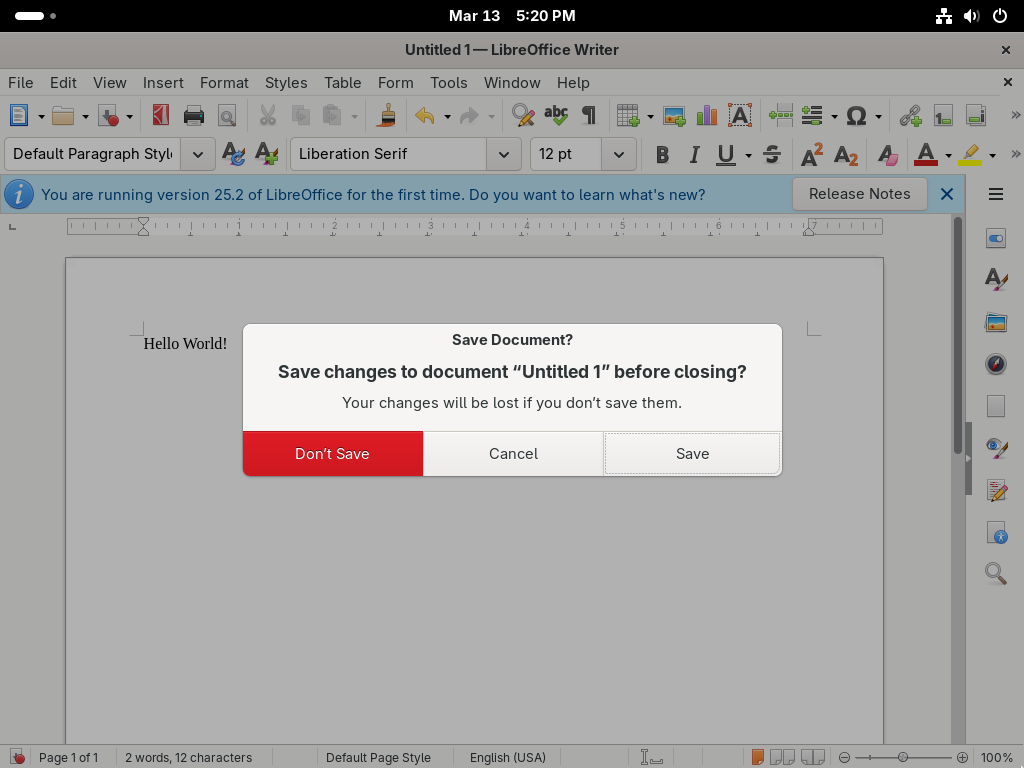 Mar 13 5:20 PM
Untitled 1 — LibreOffice Writer
File Edit View Insert Format Styles Table Form Tools Window Help
Default Paragraph Styl Liberation Serif 12 pt
You are running version 25.2 of LibreOffice for the first time. Do you want to learn what's new? Release Notes
1 2 3 4 5 6 7
Hello World!
Save Document?
Save changes to document “Untitled 1” before closing?
Your changes will be lost if you don’t save them.
Don’t Save Cancel Save
Page 1 of 1 2 words, 12 characters Default Page Style English (USA) 100%